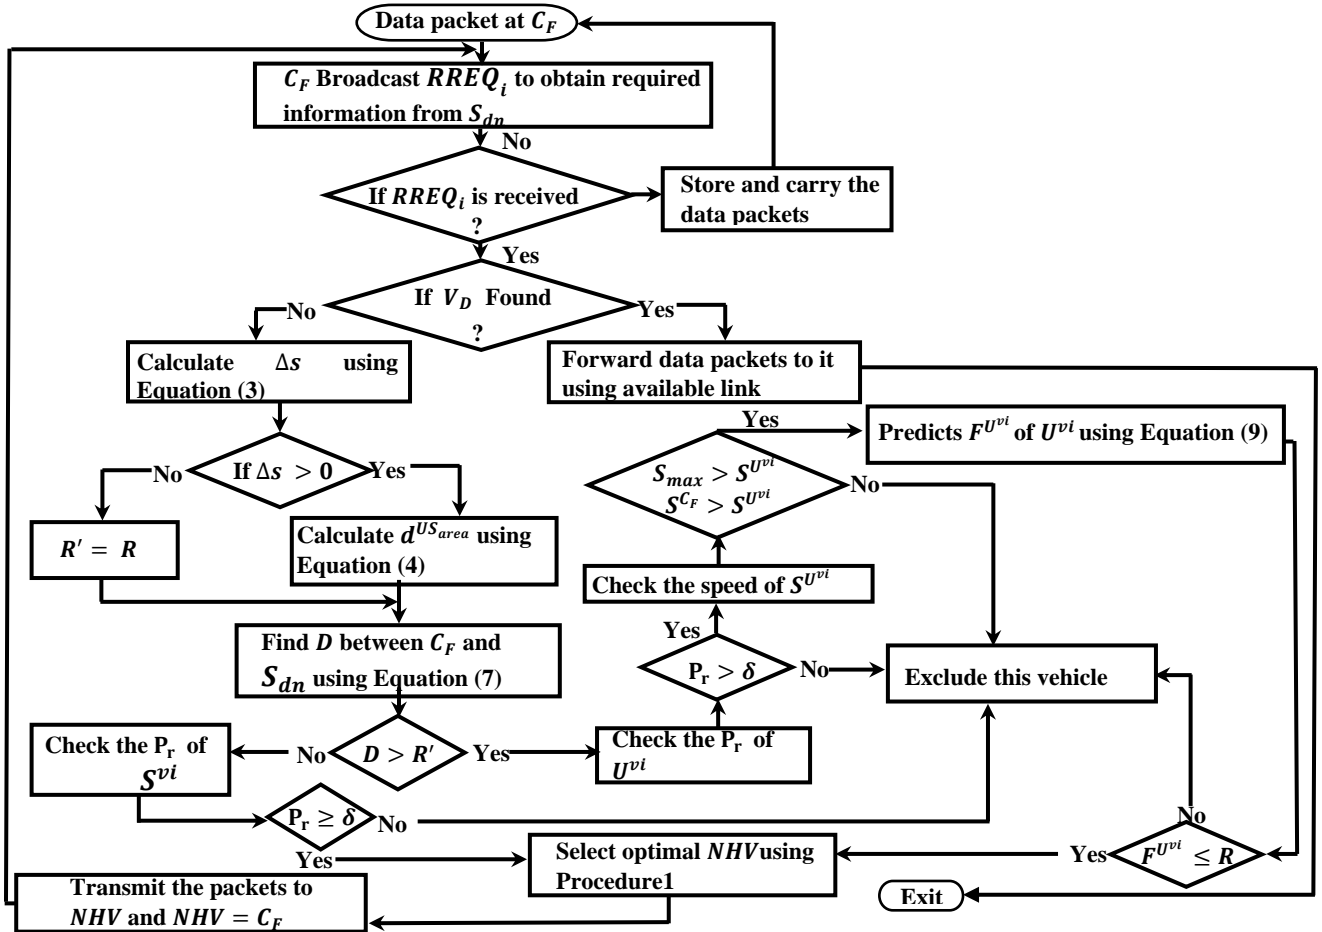 Data packet at C_F
C_F Broadcast RREQ_i to obtain required
information from S_dn
No
If RREQ_i is received
?
Store and carry the
data packets
Yes
If V_D Found
?
No
Yes
Calculate Δs using
Equation (3)
Forward data packets to it
using available link
If Δs > 0
No
Yes
R′ = R
Calculate d^{US_area} using
Equation (4)
Find D between C_F and
S_dn using Equation (7)
D > R′
No
Yes
Check the P_r of
S^{vi}
P_r ≥ δ
No
Yes
Check the P_r of
U^{vi}
P_r > δ
Yes
No
Check the speed of S^{U^{vi}}
S_max > S^{U^{vi}}
S^{C_F} > S^{U^{vi}}
Yes
No
Predicts F^{U^{vi}} of U^{vi} using Equation (9)
Exclude this vehicle
No
F^{U^{vi}} ≤ R
Yes
Select optimal NHVusing
Procedure1
Transmit the packets to
NHV and NHV = C_F
Exit